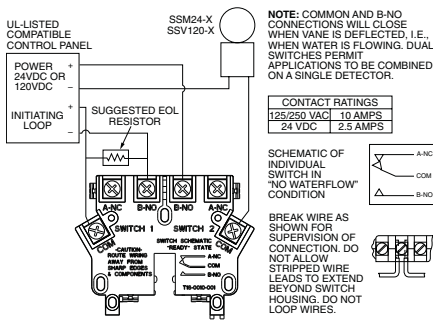 UL-LISTED
COMPATIBLE
CONTROL PANEL
SSM24-X
SSV120-X
POWER
24VDC OR
120VDC
+
–
INITIATING
LOOP
+
–
SUGGESTED EOL
RESISTOR
A-NC
B-NO
B-NO
A-NC
SWITCH 1
SWITCH 2
COM
COM
-CAUTION-
ROUTE WIRING
AWAY FROM
SHARP EDGES
& COMPONENTS
SWITCH SCHEMATIC
"READY" STATE
A-NC
COM
B-NO
T16-0010-001
NOTE: COMMON AND B-NO
CONNECTIONS WILL CLOSE
WHEN VANE IS DEFLECTED, I.E.,
WHEN WATER IS FLOWING. DUAL
SWITCHES PERMIT
APPLICATIONS TO BE COMBINED
ON A SINGLE DETECTOR.
CONTACT RATINGS
125/250 VAC 10 AMPS
24 VDC 2.5 AMPS
SCHEMATIC OF
INDIVIDUAL
SWITCH IN
"NO WATERFLOW"
CONDITION
A-NC
COM
B-NO
BREAK WIRE AS
SHOWN FOR
SUPERVISION OF
CONNECTION. DO
NOT ALLOW
STRIPPED WIRE
LEADS TO EXTEND
BEYOND SWITCH
HOUSING. DO NOT
LOOP WIRES.